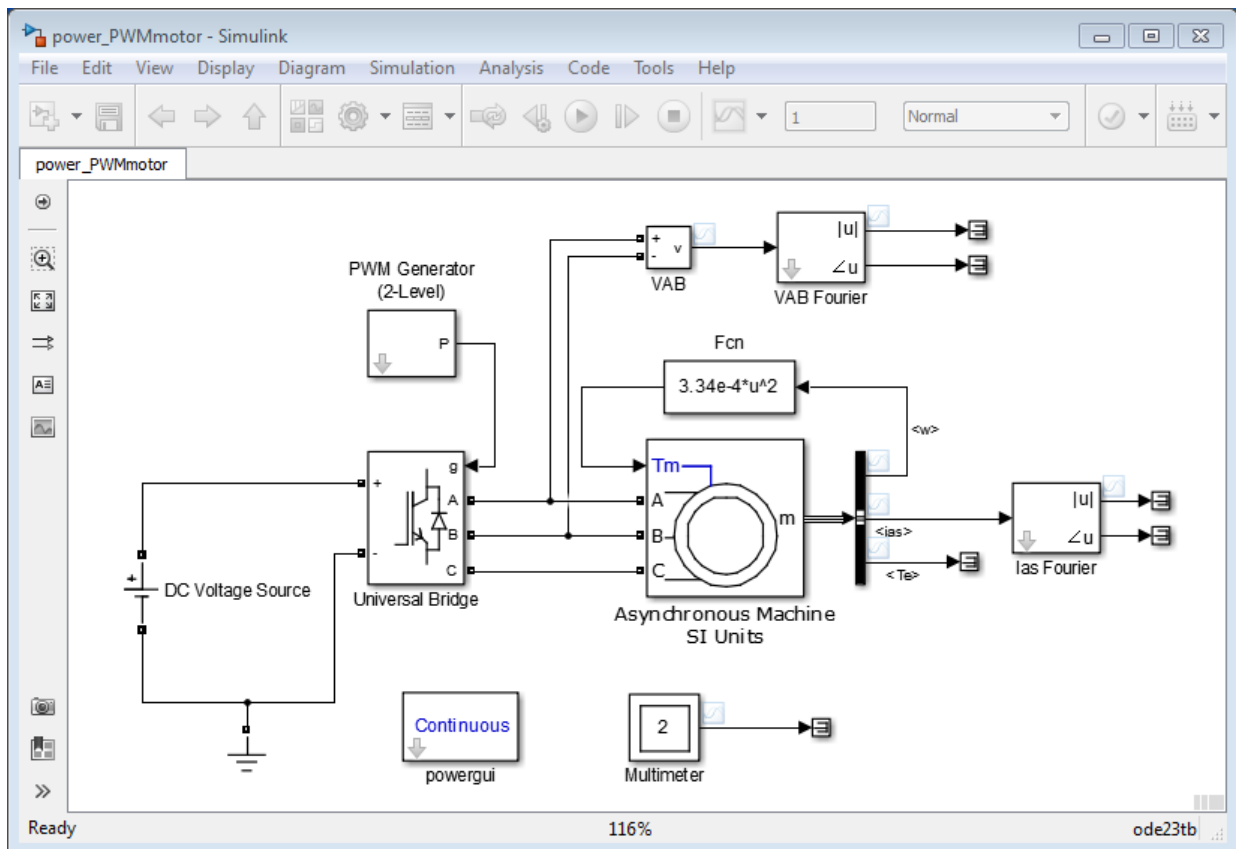 power_PWMmotor - Simulink
File Edit View Display Diagram Simulation Analysis Code Tools Help
1 Normal
power_PWMmotor
PWM Generator
(2-Level)
P
+ v
-
VAB
|u|
∠u
VAB Fourier
Fcn
3.34e-4*u^2
<w>
g
+
A
B
-
C
Universal Bridge
Tm
A
B
C
m
Asynchronous Machine
SI Units
<ias>
<Te>
|u|
∠u
Ias Fourier
+
DC Voltage Source
Continuous
powergui
2
Multimeter
Ready 116% ode23tb